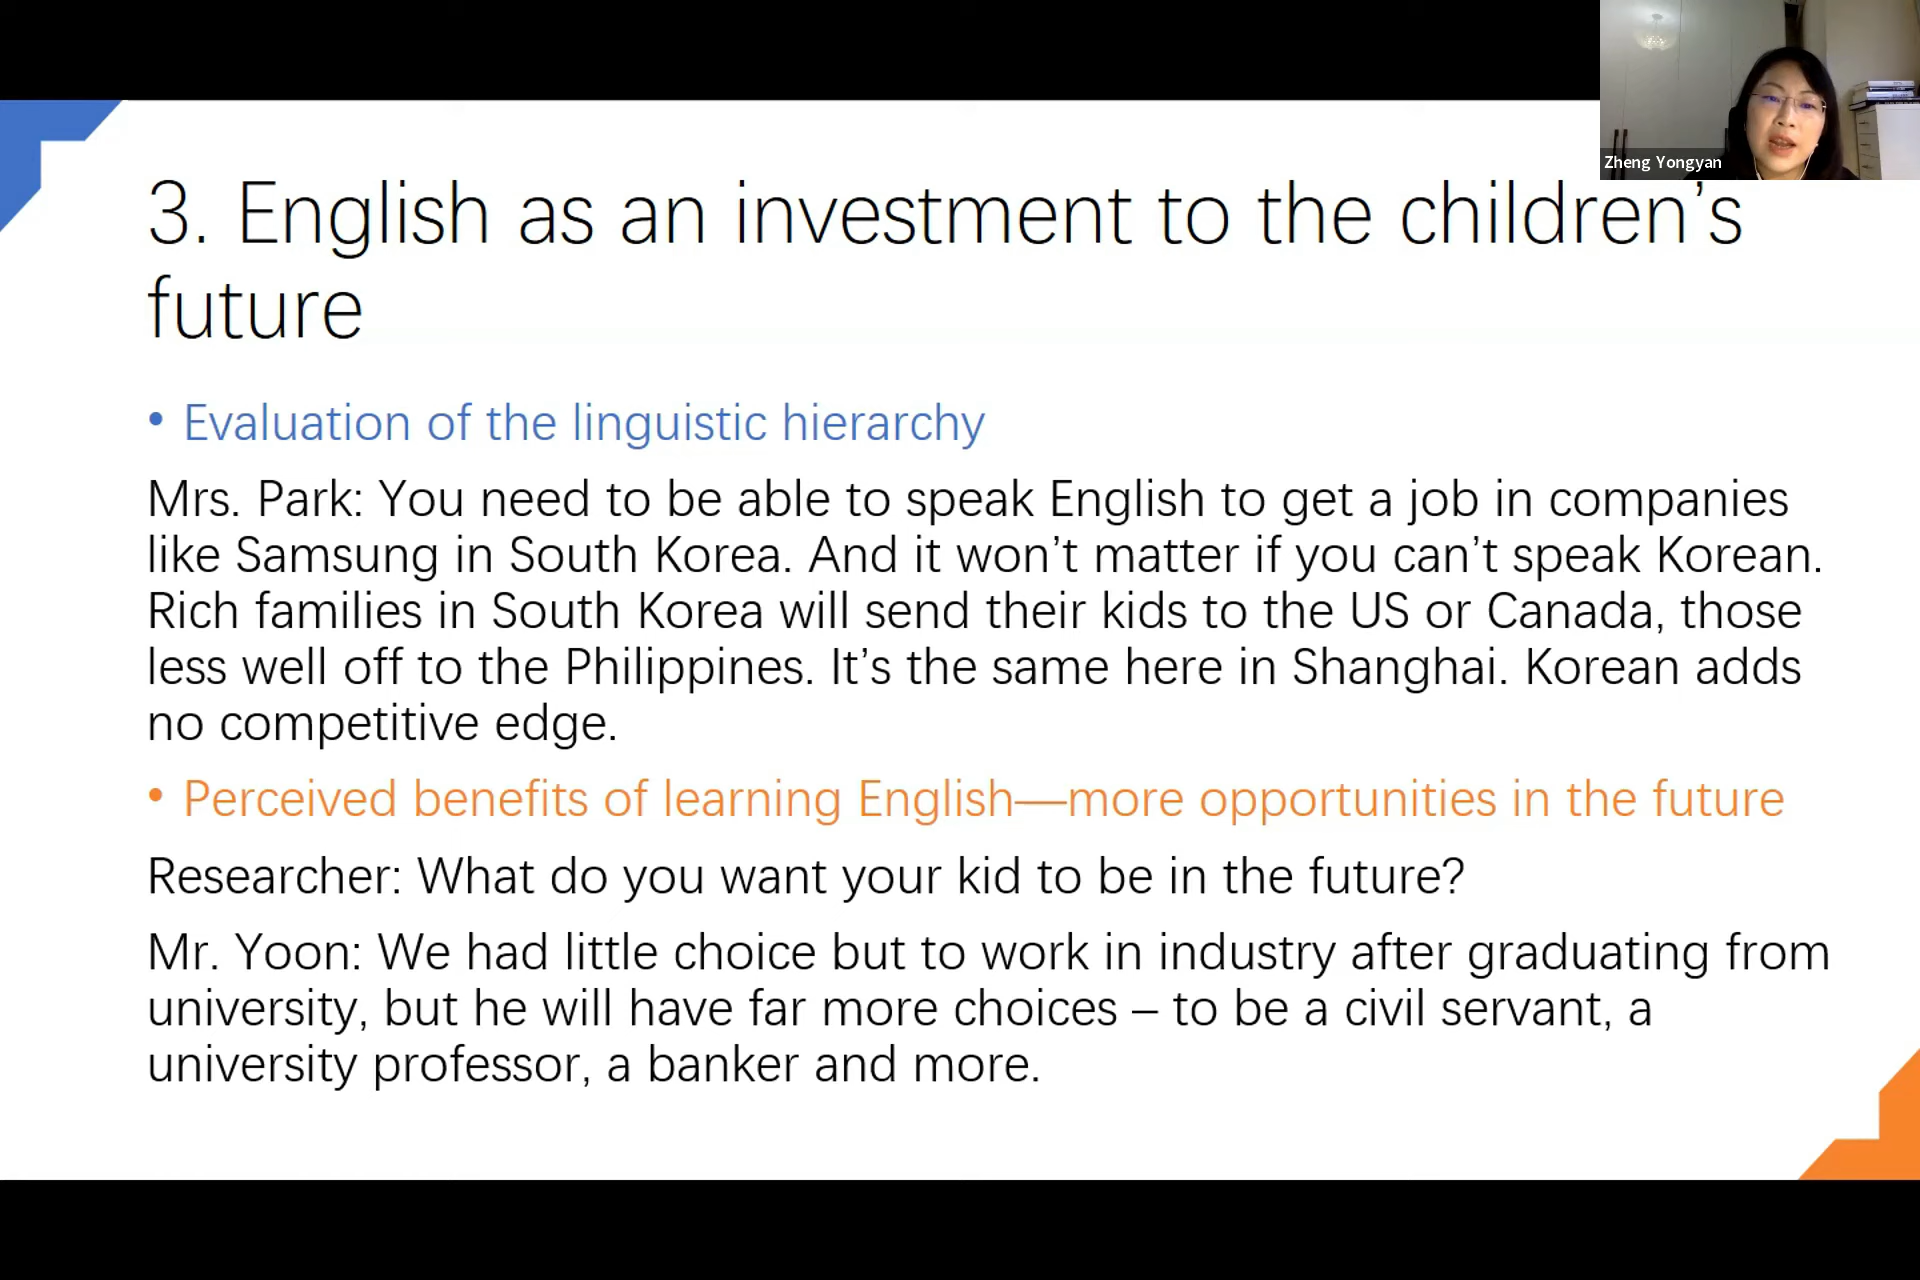 Zheng Yongyan
3. English as an investment to the children’s
future
• Evaluation of the linguistic hierarchy
Mrs. Park: You need to be able to speak English to get a job in companies
like Samsung in South Korea. And it won’t matter if you can’t speak Korean.
Rich families in South Korea will send their kids to the US or Canada, those
less well off to the Philippines. It’s the same here in Shanghai. Korean adds
no competitive edge.
• Perceived benefits of learning English—more opportunities in the future
Researcher: What do you want your kid to be in the future?
Mr. Yoon: We had little choice but to work in industry after graduating from
university, but he will have far more choices – to be a civil servant, a
university professor, a banker and more.